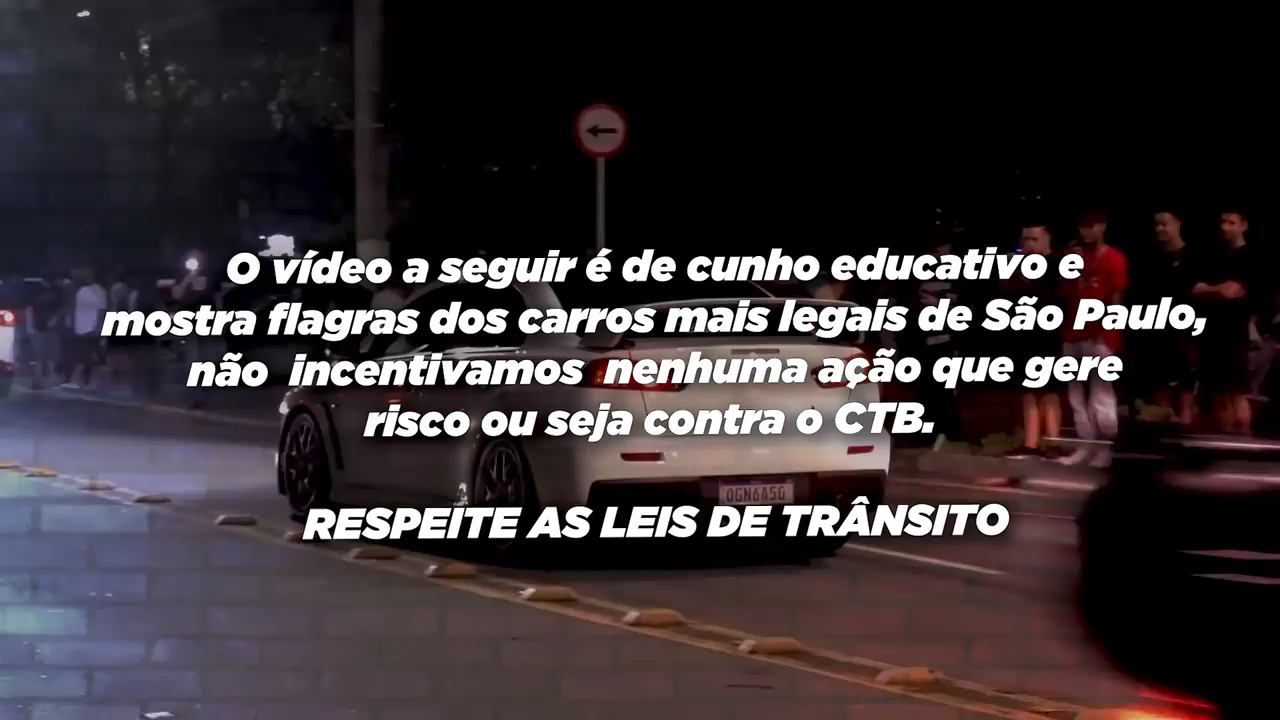 O vídeo a seguir é de cunho educativo e
mostra flagras dos carros mais legais de São Paulo,
não incentivamos nenhuma ação que gere
risco ou seja contra o CTB.
OGN6A5G
RESPEITE AS LEIS DE TRÂNSITO